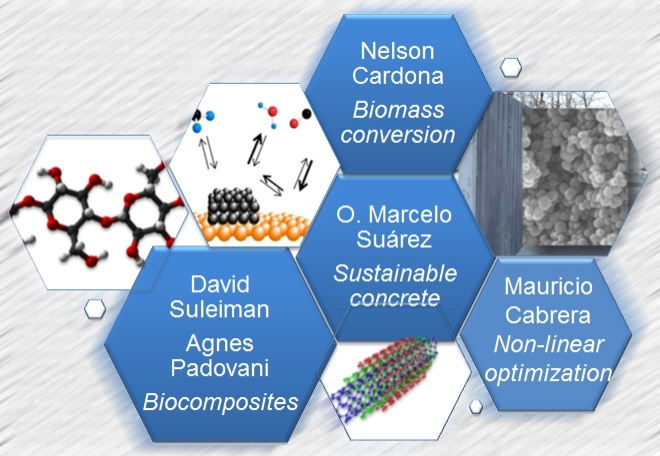 Nelson
Cardona
Biomass
conversion
O. Marcelo
Suárez
Sustainable
concrete
David
Suleiman
Agnes
Padovani
Biocomposites
Mauricio
Cabrera
Non-linear
optimization